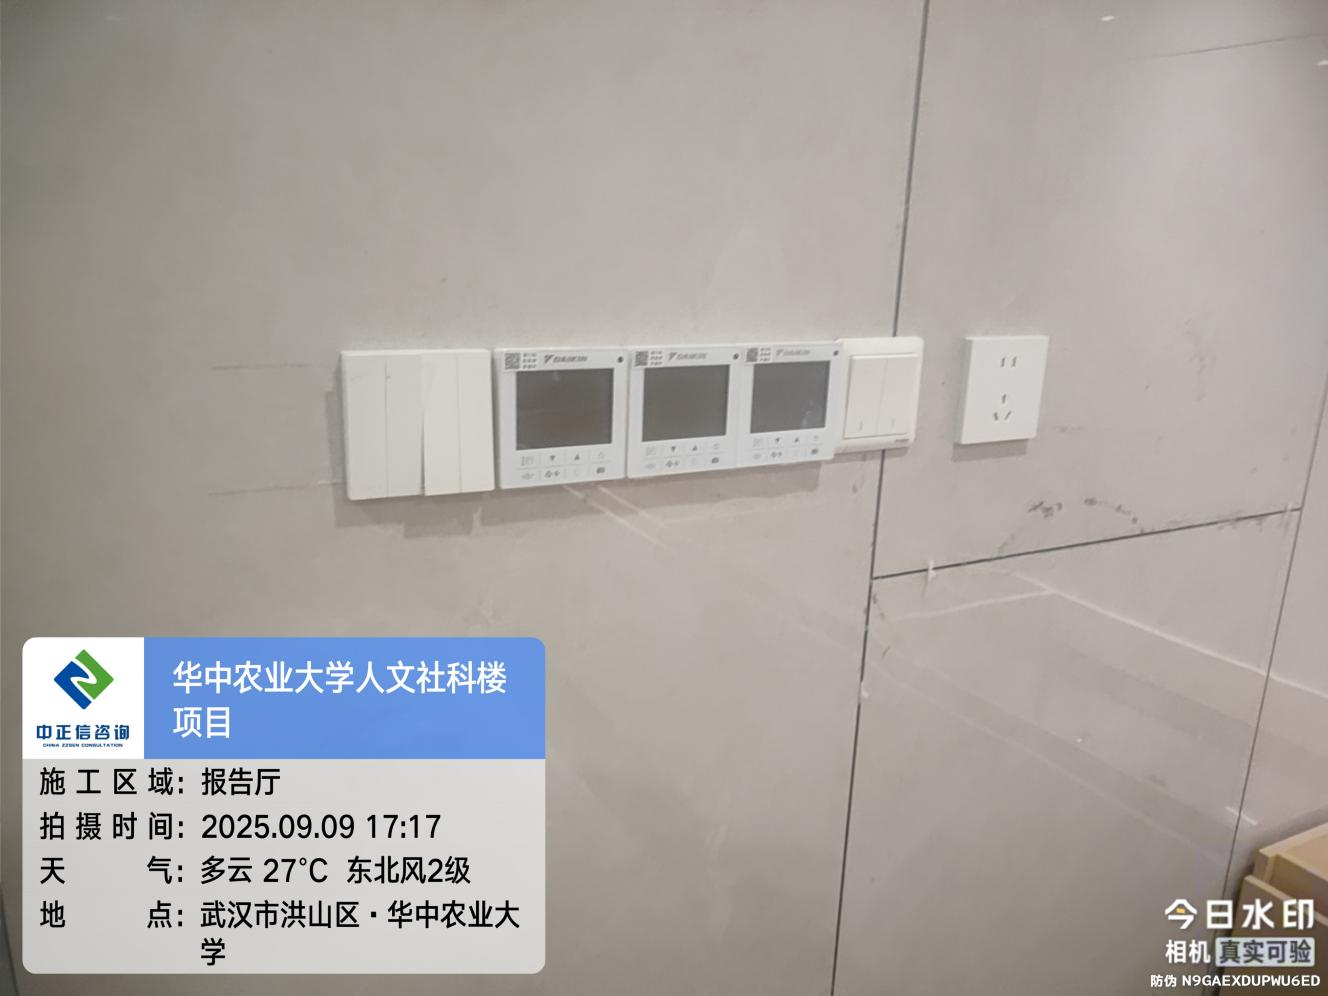 DAIKIN
DAIKIN
DAIKIN
中正信咨询
CHINA ZZSEN CONSULTATION
华中农业大学人文社科楼
项目
施工区域：报告厅
拍摄时间：2025.09.09 17:17
天气：多云 27°C 东北风2级
地点：武汉市洪山区·华中农业大
学
今日水印
相机 真实可验
防伪 N9GAEXDUPWU6ED